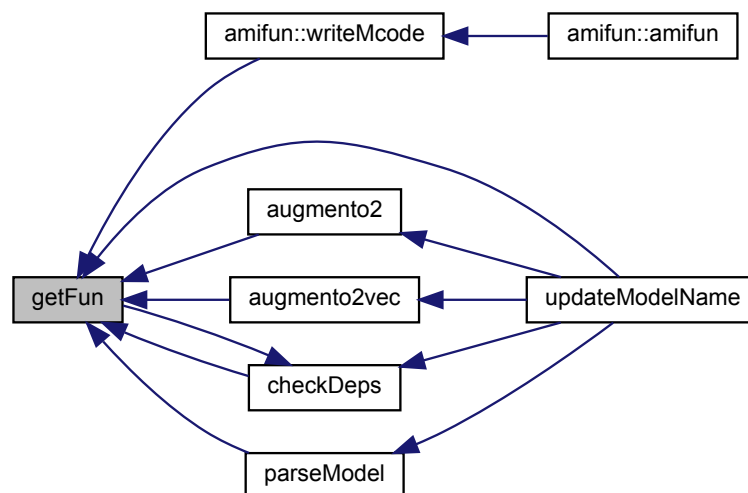 amifun::writeMcode
amifun::amifun
augmento2
getFun
augmento2vec
updateModelName
checkDeps
parseModel